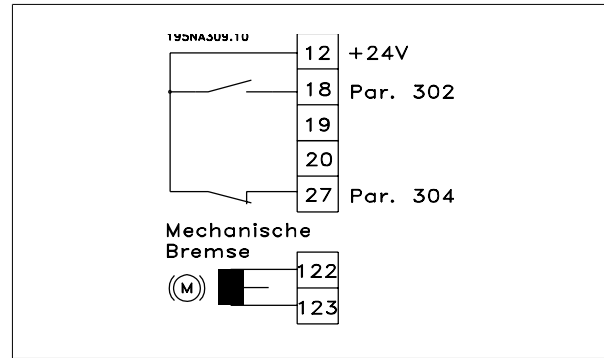 195NA309.10
12 +24V
18 Par. 302
19
20
27 Par. 304
Mechanische
Bremse
122
M
123